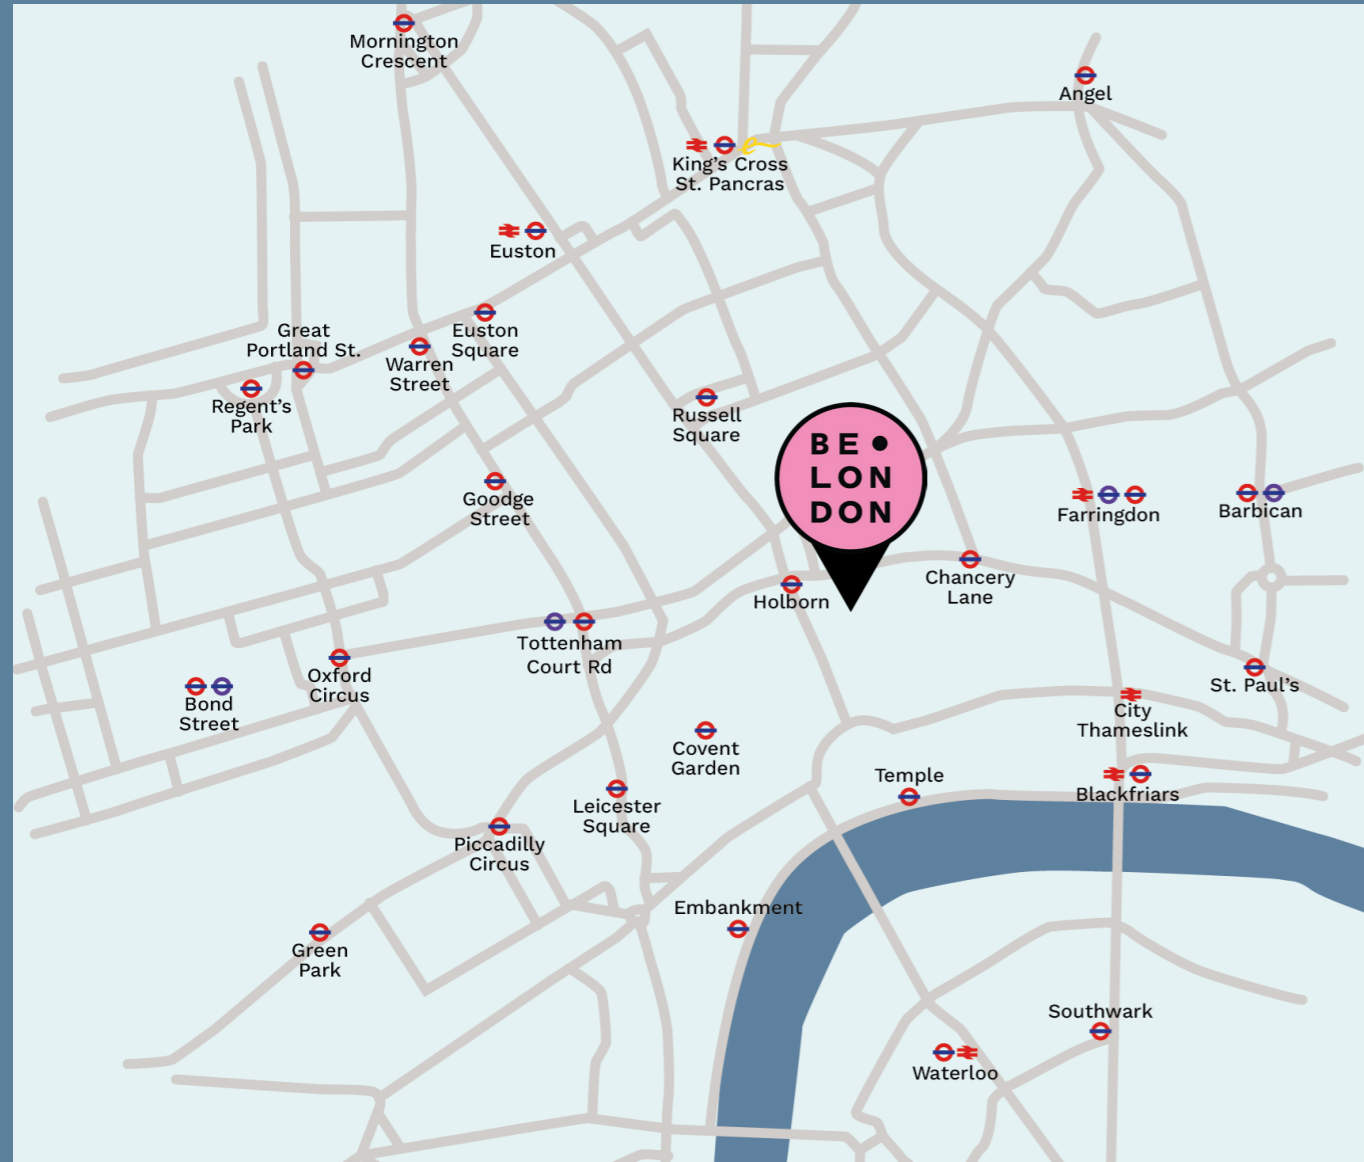 Mornington
Crescent
Angel
King's Cross
St. Pancras
Euston
Great
Portland St.
Euston
Square
Warren
Street
Regent's
Park
Russell
Square
BE •
LON
DON
Goodge
Street
Farringdon
Barbican
Chancery
Lane
Holborn
Tottenham
Court Rd
Oxford
Circus
St. Paul's
Bond
Street
City
Thameslink
Covent
Garden
Temple
Blackfriars
Leicester
Square
Piccadilly
Circus
Embankment
Green
Park
Southwark
Waterloo